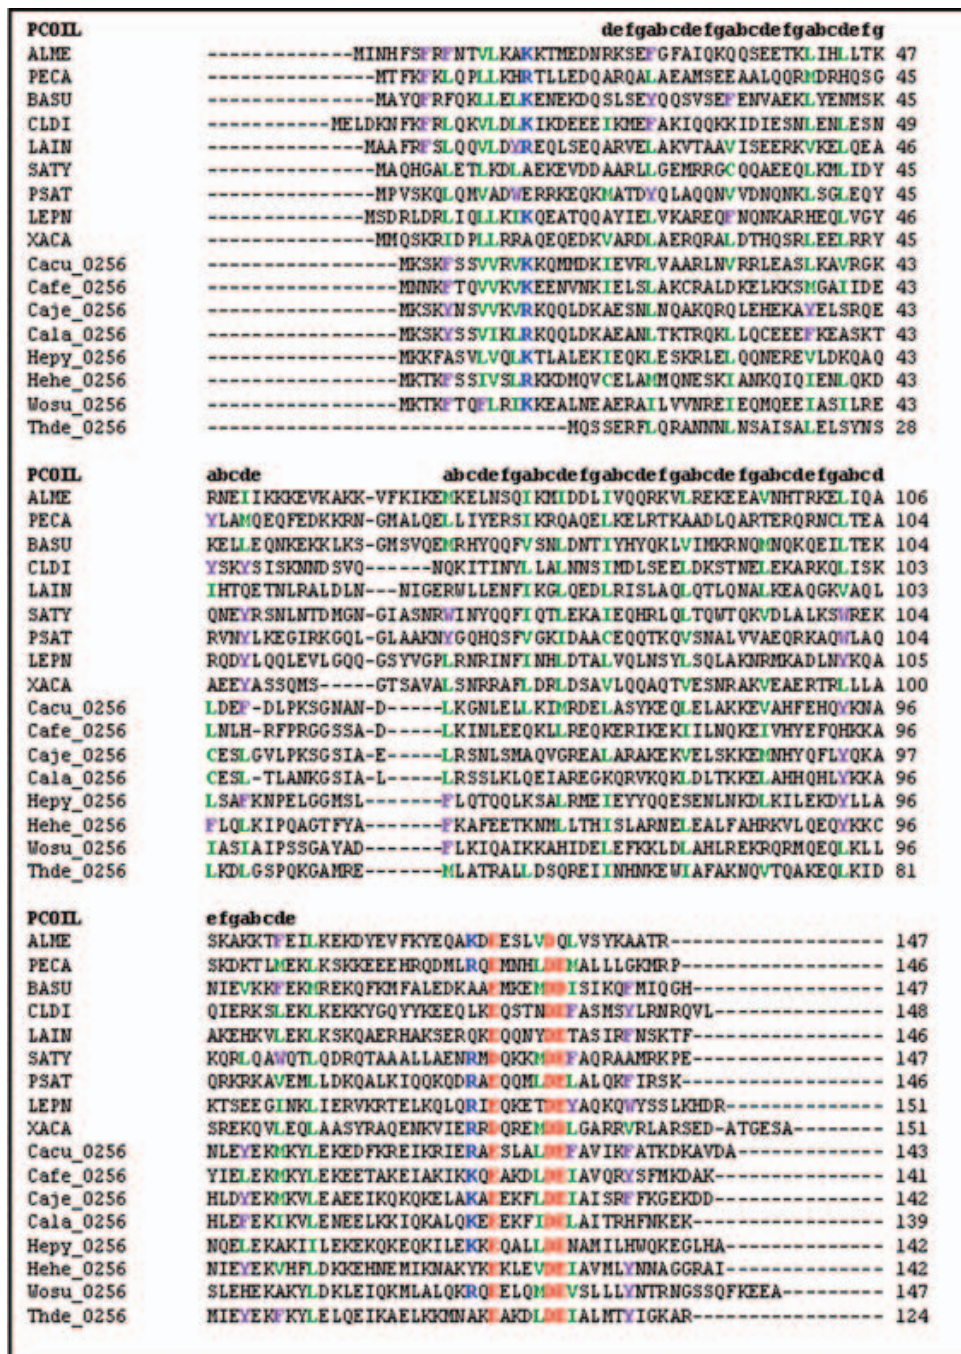 PCOIL defgabcdefgabcdefgabcdefg
ALME --------------MINHFSFRFNTVLKAKKTMEDNRKSEFGFAIQKQQSEETKLIHLLTK 47
PECA ----------------MTFKFKLQPLLKHRTLLEDQARQALAEAMSEEAALQQRMDRHQSG 45
BASU ----------------MAYQFRFQKLLELKENEKDQSLSEYQQSVSEFENVAEKLYENMSK 45
CLDI ------------MELDKNFKFRLQKVLDLKIKDEEEIKMEFAKIQQKKIDIESNLENLESN 49
LAIN ---------------MAAFRFSLQQVLDYREQLSEQARVELAKVTAAVISEERKVKELQEA 46
SATY ----------------MAQHGALETLKDLAEKEVDDAARLLGEMRRGCQQAEEQLKMLIDY 45
PSAT ----------------MPVSKQLQMVADWERRKEQKMATDYQLAQQNVVDNQNKLSGLEQY 45
LEPN ---------------MSDRLDRLIQLLKIKQEATQQAYIELVKAREQFNQNKARHEQLVGY 46
XACA ----------------MMQSKRIDPLLRRAQEQEDKVARDLAERQRALDTHQSRLEELRRY 45
Cacu_0256 ------------------MKSKFSSVVRVKKQMMDKIEVRLVAARLNVRRLEASLKAVRGK 43
Cafe_0256 ------------------MNNKFTQVVKVKEENVNKIELSLAKCRALDKELKKSMGAIIDE 43
Caje_0256 ------------------MKSKYNSVVKVRKQQLDKAESNLNQAKQRQLEHEKAYELSRQE 43
Cala_0256 ------------------MKSKYSSVIKLRKQQLDKAEANLTKTRQKLLQCEEEFKEASKT 43
Hepy_0256 ------------------MKKFASVLVQLKTLALEKIEQKLESKRLELQQNEREVLDKQAQ 43
Hehe_0256 ------------------MKTKFSSIVSLRKKDMQVCELAMMQNESKIANKQIQIENLQKD 43
Wosu_0256 ------------------MKTKFTQFLRIKKEALNEAERAILVVNREIEQMQEEIASILRE 43
Thde_0256 ---------------------------------MQSSERFLQRANNNLNSAISALELSYNS 28
PCOIL abcde abcdefgabcdefgabcdefgabcdefgabcdefgabcd
ALME RNEIIKKKEVKAKK-VFKIKEMKELNSQIKMIDDLIVQQRKVLREKEEAVNHTRKELIQA 106
PECA YLAMQEQFEDKKRN-GMALQELLIYERSIKRQAQELKELRTKAADLQARTERQRNCLTEA 104
BASU KELLEQNKEKKLKS-GMSVQEMRHYQQFVSNLDNTIYHYQKLVIMKRNQMNQKQEILTEK 104
CLDI YSKYSISKNNDSVQ---NQKITINYLLALNNSIMDLSEELDKSTNELEKARKQLISK 103
LAIN IHTQETNLRALDLN---NIGERWLLENFIKGLQEDLRISLAQLQTLQNALKEAQGKVAQL 103
SATY QNEYRSNLNTDMGN-GIASNRWINYQQFIQTLEKAIEQHRLQLTQWTQKVDLALKSWREK 104
PSAT RVNYLKEGIRKGQL-GLAAKNYGQHQSFVGKIDAACEQQTKQVSNALVVAEQRKAQWLAQ 104
LEPN RQDYLQQLEVLGQQ-GSYVGPLRNRINFINHLDTALVQLNSYLSQLAKNRMKADLNYKQA 105
XACA AEEYASSQMS-----GTSAVALSNRRAFLDRLDSAVLQQAQTVESNRAKVEAERTRLLLA 100
Cacu_0256 LDEF-DLPKSGNAN-D-----LKGNLELLKIMRDELASYKEQLELAKKEVAHFEHQYKNA 96
Cafe_0256 LNLH-RFPRGGSSA-D-----LKINLEEQKLLREQKERIKEKIILNQKEIVHYEFQHKKA 96
Caje_0256 CESLGVLPKSGSIA-E-----LRSNLSMAQVGREALARAKEKVELSKKEMNHYQFLYQKA 97
Cala_0256 CESL-TLANKGSIA-L-----LRSSLKLQEIAREGKQRVKQKLDLTKKELAHHQHLYKKA 96
Hepy_0256 LSAFKNPELGGMSL-------FLQTQQLKSALRMEIEYYQQESENLNKDLKILEKDYLLA 96
Hehe_0256 FLQLKIPQAGTFYA-------FKAFEETKNMLLTHISLARNELEALFAHRKVLQEQYKKC 96
Wosu_0256 IASIAIPSSGAYAD-------FLKIQAIKKAHIDELEFKKLDLAHLREKRQRMQEQLKLL 96
Thde_0256 LKDLGSPQKGAMRE-------MLATRALLDSQREIINHNKEWIAFAKNQVTQAKEQLKID 81
PCOIL efgabcde
ALME SKAKKTFEILKEKDYEVFKYEQAKDEESLVDQLVSYKAATR------------------- 147
PECA SKDKTLMEKLKSKKEEEHRQDMLRQEMNHLDEMALLLGKMRP------------------ 146
BASU NIEVKKFEKMREKQFKMFALEDKAAEMKEMDDISIKQFMIQGH----------------- 147
CLDI QIERKSLEKLKEKKYGQYYKEEQLKEQSTNDEFASMSYLRNRQVL--------------- 148
LAIN AKEHKVLEKLKSKQAERHAKSERQKEQQNYDETASIRFNSKTF----------------- 146
SATY KQRLQAWQTLQDRQTAAALLAENRMDQKKMDEFAQRAAMRKPE----------------- 147
PSAT QRKRKAVEMLLDKQALKIQQKQDRAEQQMLDELALQKFIRSK------------------ 146
LEPN KTSEEGINKLIERVKRTELKQLQRIEQKETDEYAQKQWYSSLKHDR-------------- 151
XACA SREKQVLEQLAASYRAQENKVIERRDQREMDDLGARRVRLARSED-ATGESA-------- 151
Cacu_0256 NLEYEKMKYLEKEDFKREIKRIERAESLALDEFAVIKFATKDKAVDA------------- 143
Cafe_0256 YIELEKMKYLEKEETAKEIAKIKKQEAKDLDEIAVQRYSFMKDAK--------------- 141
Caje_0256 HLDYEKMKVLEAEEIKQKQKELAKAEEKFLDEIAISRFFKGEKDD--------------- 142
Cala_0256 HLEFEKIKVLENEELKKIQKALQKEEEKFIDELAITRHFNKEK----------------- 139
Hepy_0256 NQELEKAKIILEKEKQKEQKILEKKEQALLDENAMILHWQKEGLHA-------------- 142
Hehe_0256 NIEYEKVHFLDKKEHNEMIKNAKYKEKLEVDEIAVMLYNNAGGRAI-------------- 142
Wosu_0256 SLEHEKAKYLDKLEIQKMLALQKRQEELQMDEVSLLLYNTRNGSSQFKEEA--------- 147
Thde_0256 MIEYEKFKYLELQEIKAELKKMNAKEAKDLDEIALMTYIGKAR----------------- 124